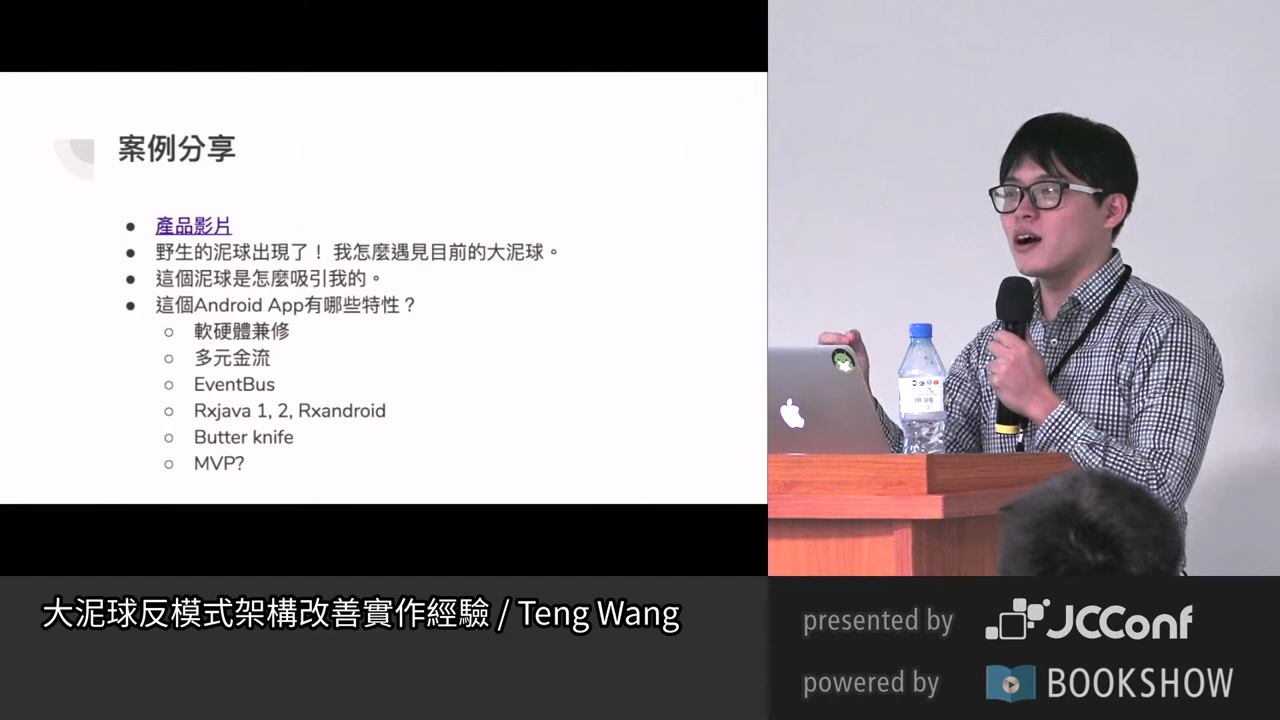 案例分享
產品影片
野生的泥球出現了！ 我怎麼遇見目前的大泥球。
這個泥球是怎麼吸引我的。
這個Android App有哪些特性？
軟硬體兼修
多元金流
EventBus
Rxjava 1, 2, Rxandroid
Butter knife
MVP?
大泥球反模式架構改善實作經驗 / Teng Wang
presented by JCConf
powered by BOOKSHOW